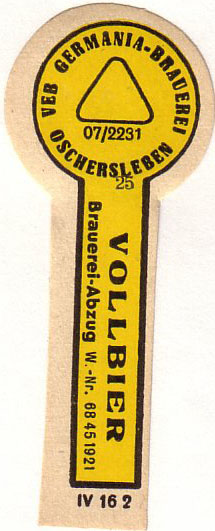 VEB GERMANIA-BRAUEREI
OSCHERSLEBEN
07/2231
25
VOLLBIER
Brauerei-Abzug W.-Nr. 68 45 1921
IV 16 2